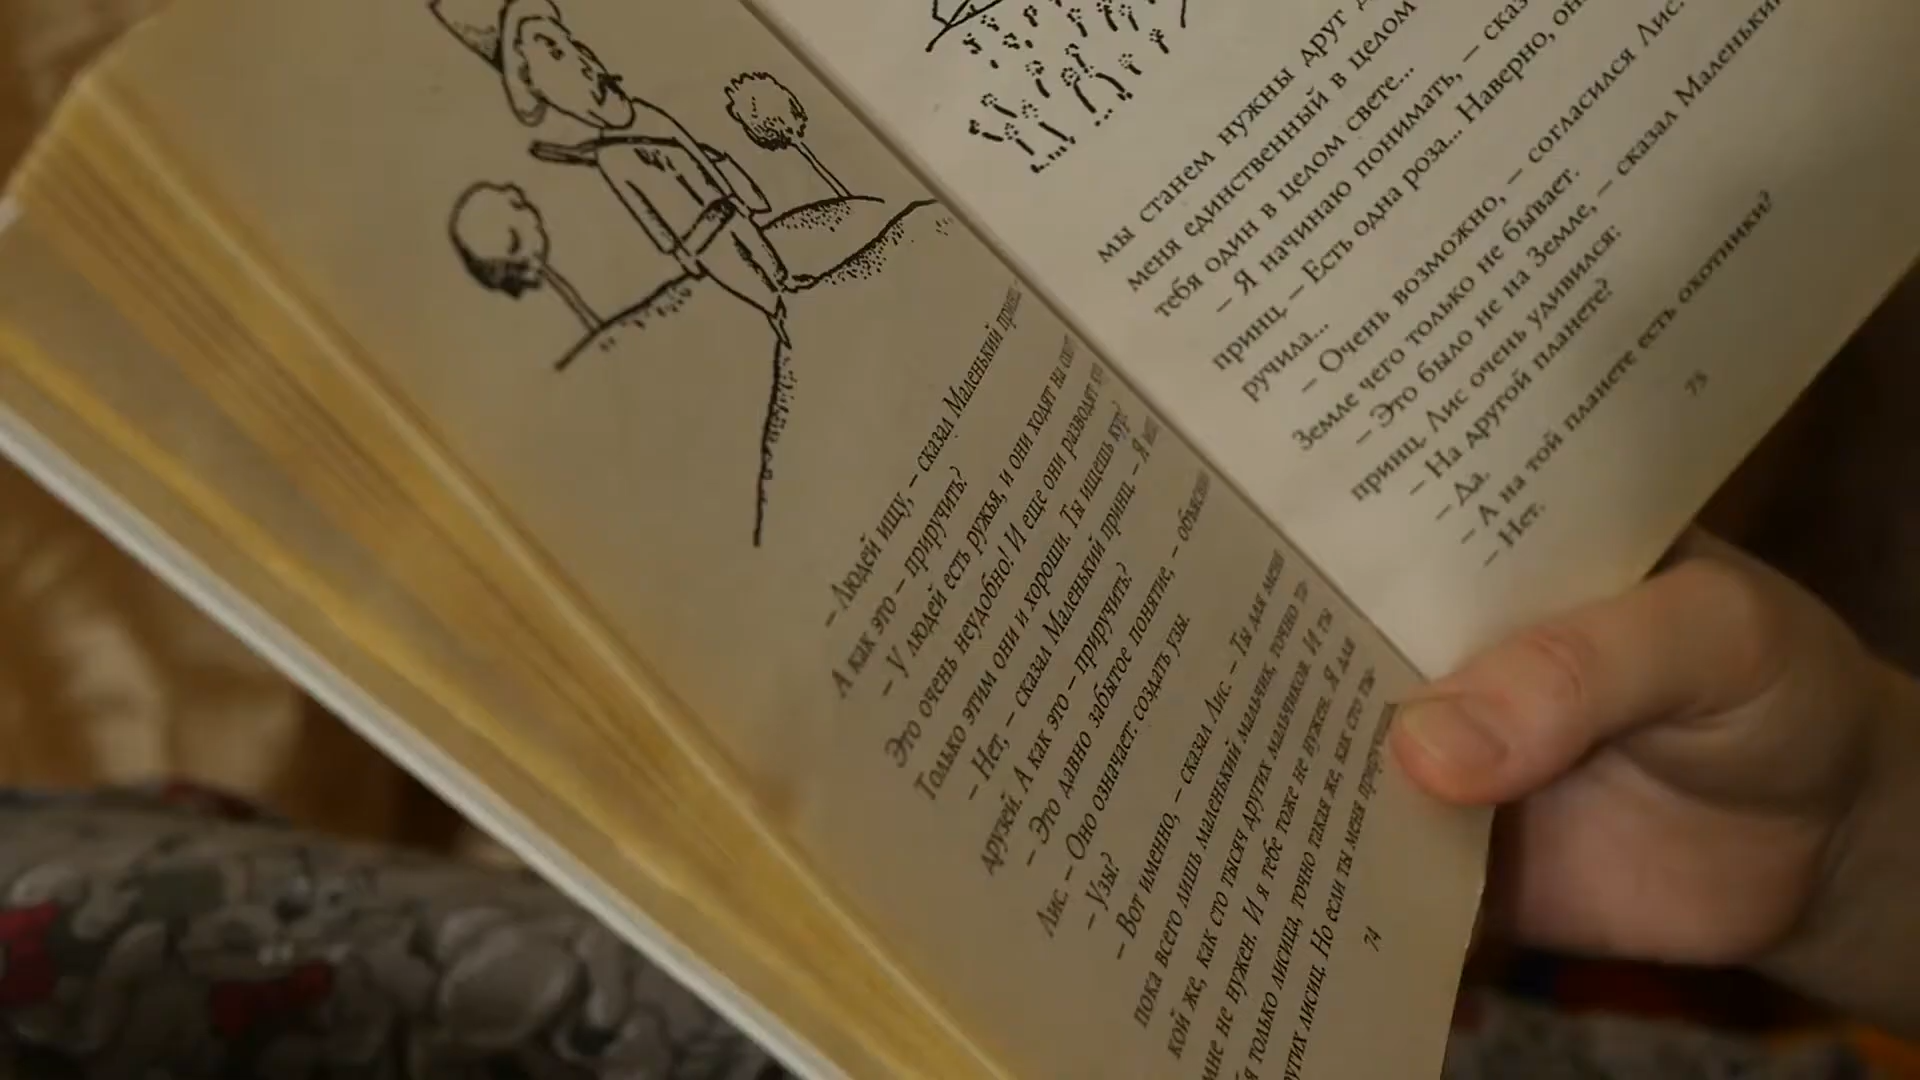 – Людей ищу, – сказал Маленький принц.
А как это – приручить?
– У людей есть ружья, и они ходят на
Это очень неудобно! И еще они разводят
Только этим они и хороши. Ты ищешь кур?
– Нет, – сказал Маленький принц. – Я
друзей. А как это – приручить?
– Это давно забытое понятие, – объяснил
Лис. – Оно означает: создать узы.
– Узы?
– Вот именно, – сказал Лис. – Ты для меня
пока всего лишь маленький мальчик, точно та-
кой же, как сто тысяч других мальчиков. И ты
мне не нужен. И я тебе тоже не нужен. Я для
только лисица, точно такая же, как сто ты-
других лисиц. Но если ты меня приручишь
74
мы станем нужны друг
меня единственный в целом
тебя один в целом свете...
– Я начинаю понимать, – сказ
принц. – Есть одна роза... Наверно, она
ручила...
– Очень возможно, – согласился Лис.
Земле чего только не бывает.
– Это было не на Земле, – сказал Маленький
принц. Лис очень удивился:
– На другой планете?
– Да.
– А на той планете есть охотники?
– Нет.
75